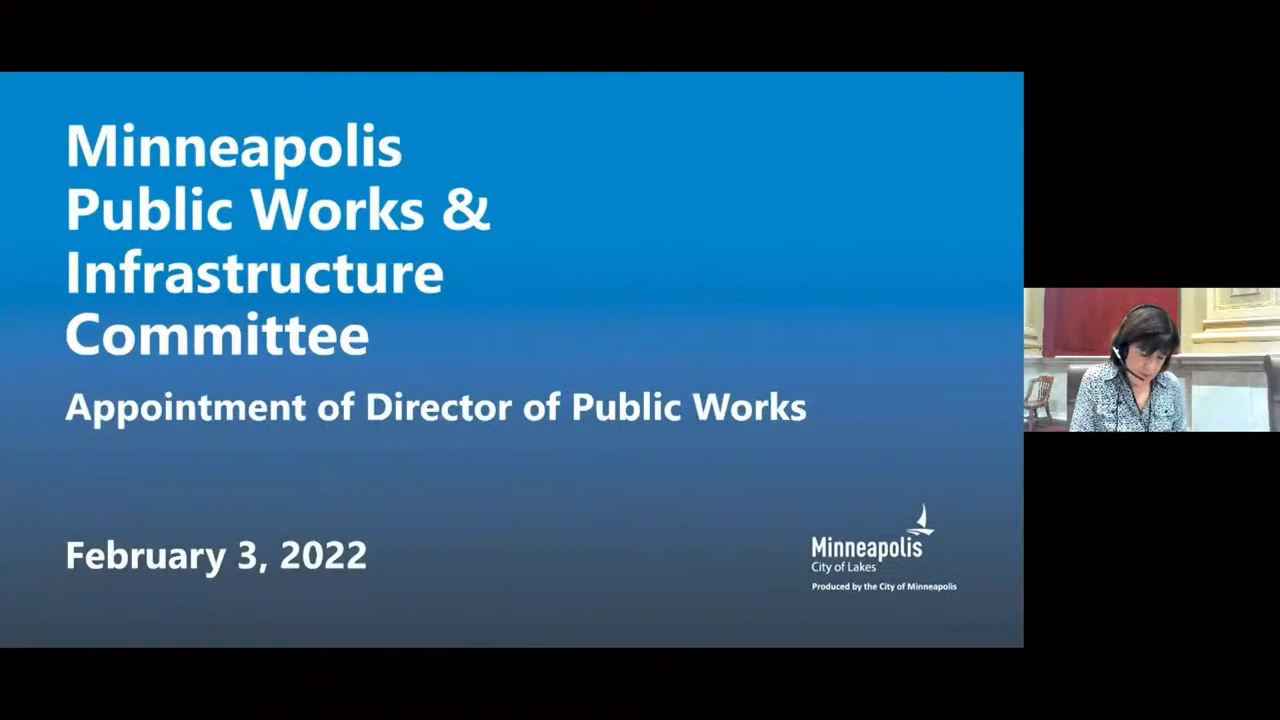 Minneapolis
Public Works &
Infrastructure
Committee
Appointment of Director of Public Works
February 3, 2022
Minneapolis
City of Lakes
Produced by the City of Minneapolis